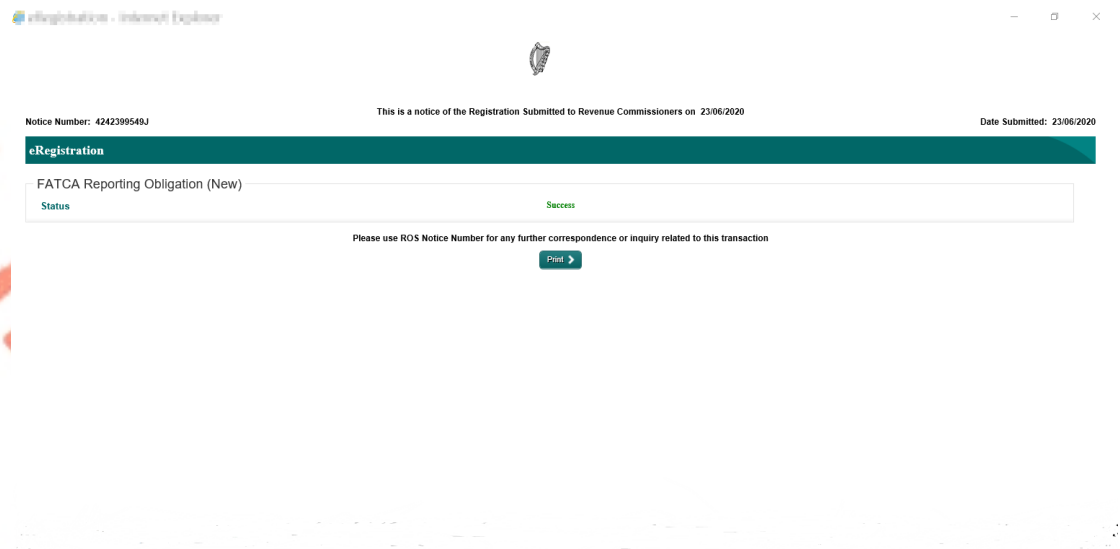 This is a notice of the Registration Submitted to Revenue Commissioners on 23/06/2020
Notice Number: 4242399549J
Date Submitted: 23/06/2020
eRegistration
FATCA Reporting Obligation (New)
Status
Success
Please use ROS Notice Number for any further correspondence or inquiry related to this transaction
Print